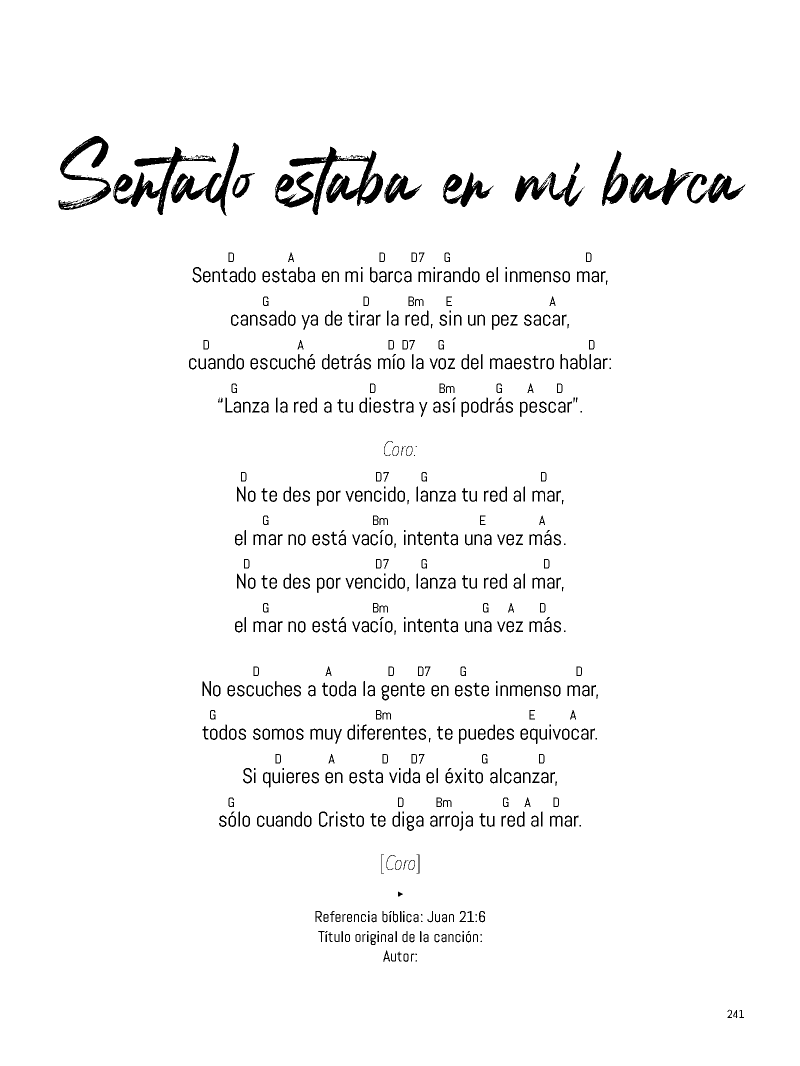 Sentado estaba en mi barca
D A D D7 G D
Sentado estaba en mi barca mirando el inmenso mar,
G D Bm E A
cansado ya de tirar la red, sin un pez sacar,
D A D D7 G D
cuando escuché detrás mío la voz del maestro hablar:
G D Bm G A D
“Lanza la red a tu diestra y así podrás pescar”.
Coro:
D D7 G D
No te des por vencido, lanza tu red al mar,
G Bm E A
el mar no está vacío, intenta una vez más.
D D7 G D
No te des por vencido, lanza tu red al mar,
G Bm G A D
el mar no está vacío, intenta una vez más.
D A D D7 G D
No escuches a toda la gente en este inmenso mar,
G Bm E A
todos somos muy diferentes, te puedes equivocar.
D A D D7 G D
Si quieres en esta vida el éxito alcanzar,
G D Bm G A D
sólo cuando Cristo te diga arroja tu red al mar.
[Coro]
Referencia bíblica: Juan 21:6
Título original de la canción:
Autor:
241